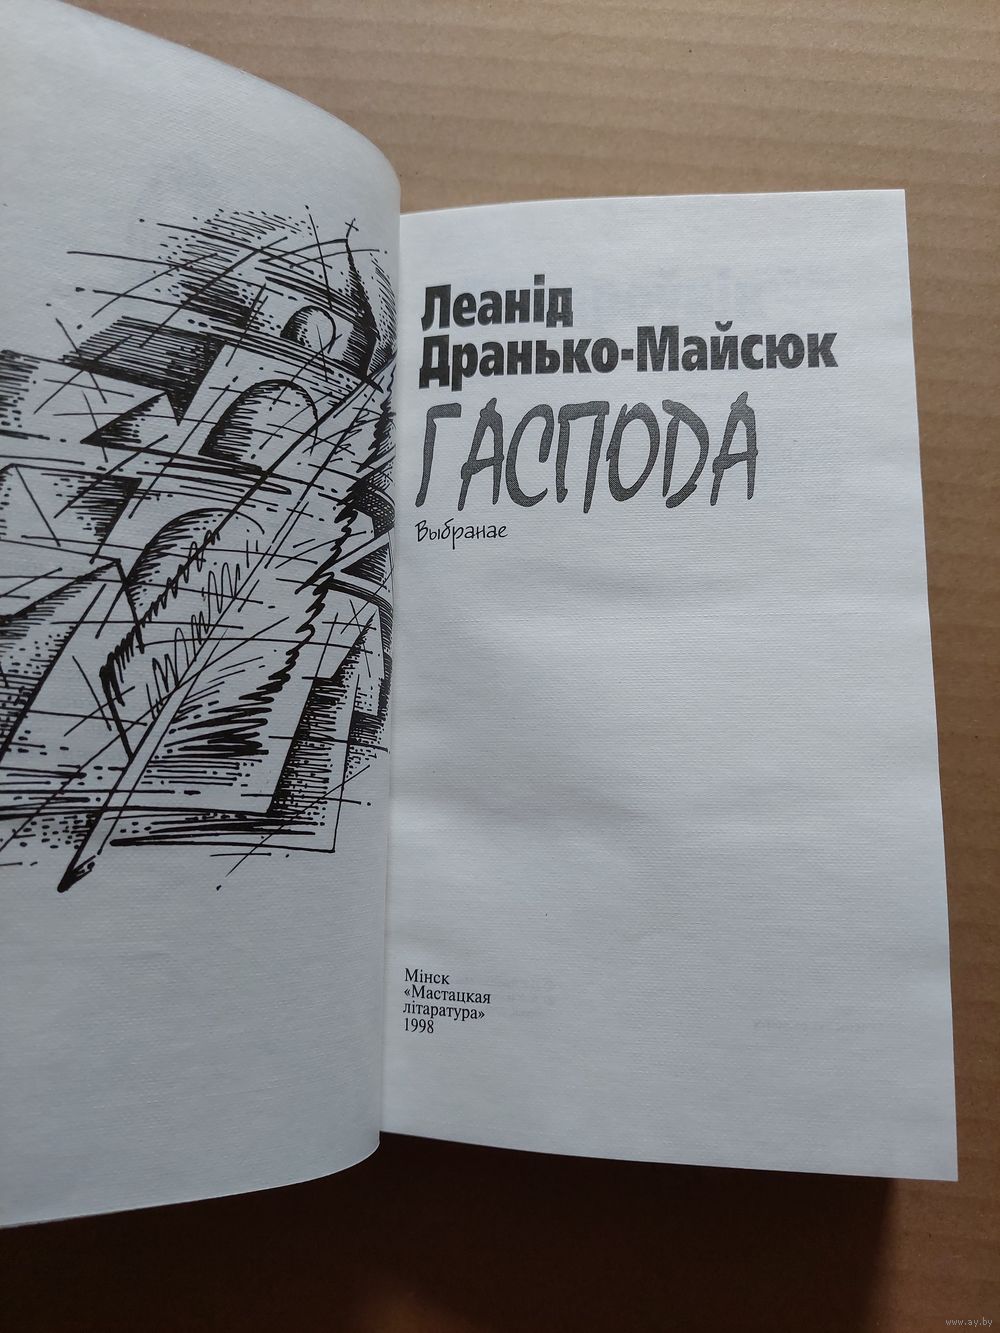 Леанід
Дранько-Майсюк
ГАСПОДА
Выбранае
Мінск
«Мастацкая
літаратура»
1998
www.ay.by